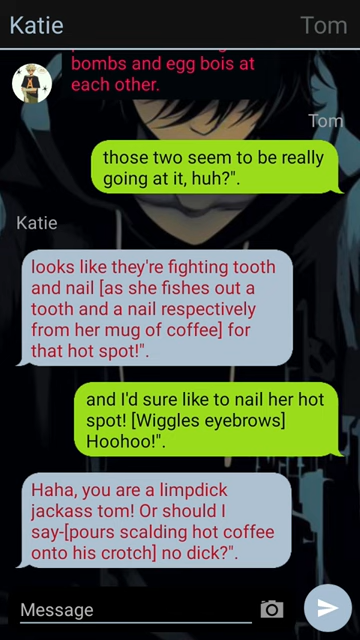 Katie Tom
bombs and egg bois at
each other.
Tom
those two seem to be really
going at it, huh?".
Katie
looks like they're fighting tooth
and nail [as she fishes out a
tooth and a nail respectively
from her mug of coffee] for
that hot spot!".
and I'd sure like to nail her hot
spot! [Wiggles eyebrows]
Hoohoo!".
Haha, you are a limpdick
jackass tom! Or should I
say-[pours scalding hot coffee
onto his crotch] no dick?".
Message